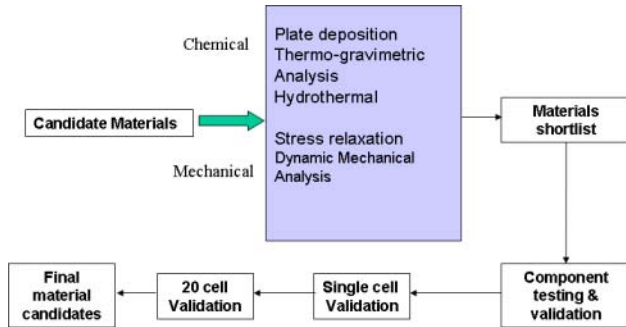 Chemical
Plate deposition
Thermo-gravimetric
Analysis
Hydrothermal
Candidate Materials
Materials
shortlist
Mechanical
Stress relaxation
Dynamic Mechanical
Analysis
Final
material
candidates
20 cell
Validation
Single cell
Validation
Component
testing &
validation